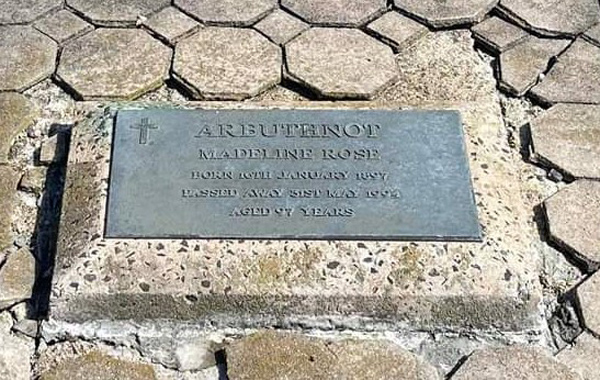 ARBUTHNOT
MADELINE ROSE
BORN 16TH JANUARY 1897
PASSED AWAY 31ST MAY 1994
AGED 97 YEARS